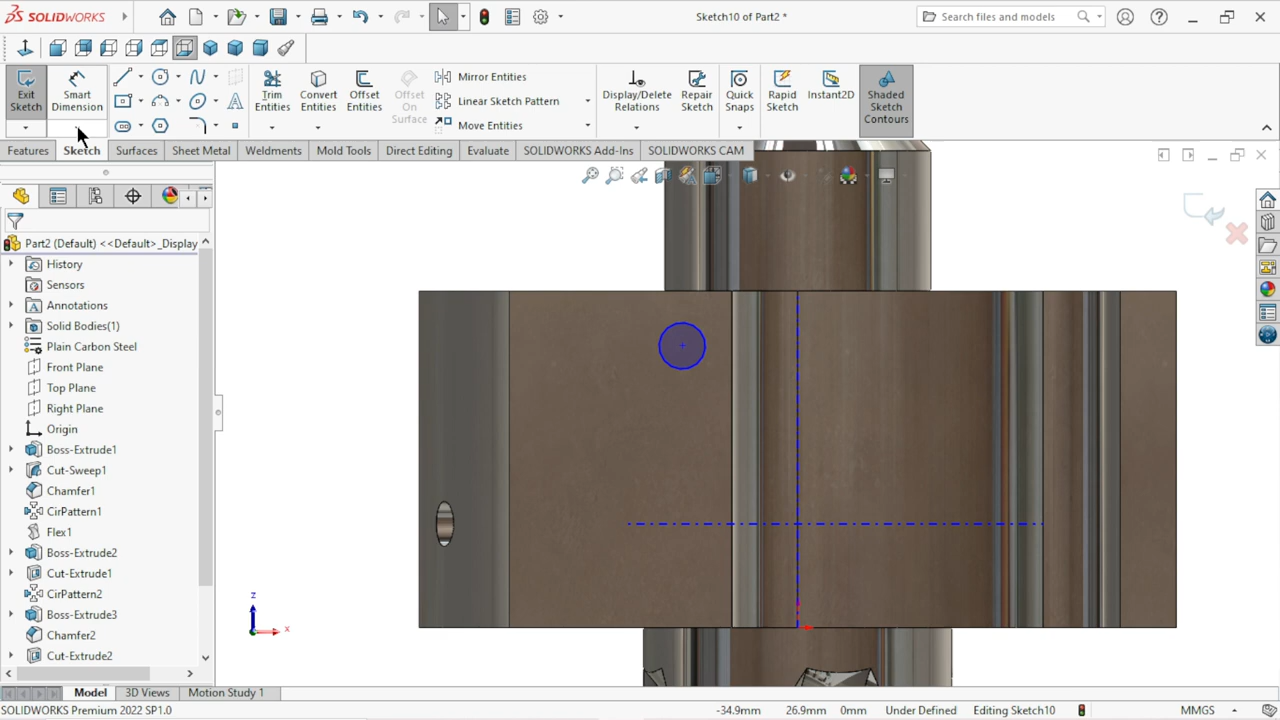 SOLIDWORKS
Sketch10 of Part2 *
Search files and models
Exit Sketch
Smart Dimension
Trim Entities
Convert Entities
Offset Entities
Offset On Surface
Mirror Entities
Linear Sketch Pattern
Move Entities
Display/Delete Relations
Repair Sketch
Quick Snaps
Rapid Sketch
Instant2D
Shaded Sketch Contours
Features
Sketch
Surfaces
Sheet Metal
Weldments
Mold Tools
Direct Editing
Evaluate
SOLIDWORKS Add-Ins
SOLIDWORKS CAM
Part2 (Default) <<Default>_Display
History
Sensors
Annotations
Solid Bodies(1)
Plain Carbon Steel
Front Plane
Top Plane
Right Plane
Origin
Boss-Extrude1
Cut-Sweep1
Chamfer1
CirPattern1
Flex1
Boss-Extrude2
Cut-Extrude1
CirPattern2
Boss-Extrude3
Chamfer2
Cut-Extrude2
z
x
Model
3D Views
Motion Study 1
SOLIDWORKS Premium 2022 SP1.0
-34.9mm
26.9mm
0mm
Under Defined
Editing Sketch10
MMGS